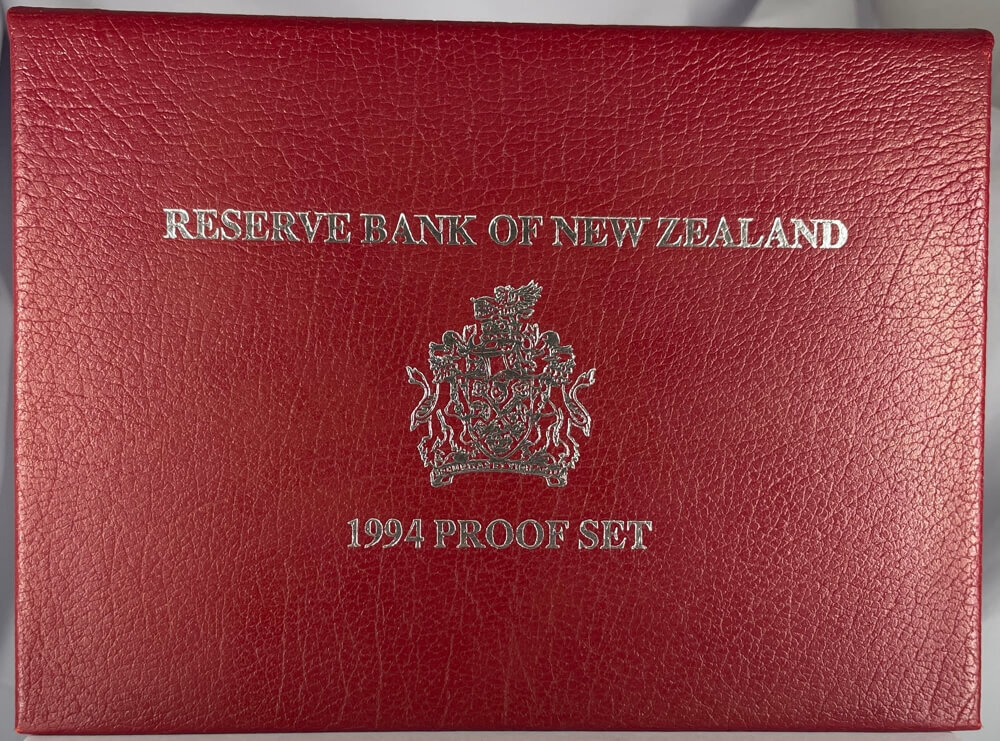 RESERVE BANK OF NEW ZEALAND
1994 PROOF SET